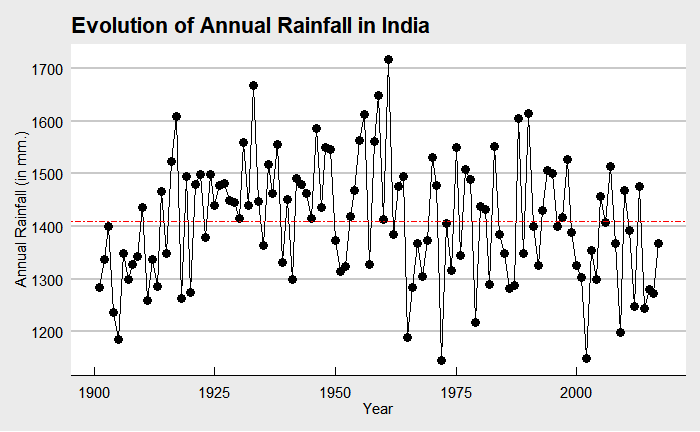 Evolution of Annual Rainfall in India
Annual Rainfall (in mm.)
1700
1600
1500
1400
1300
1200
1900 1925 1950 1975 2000
Year